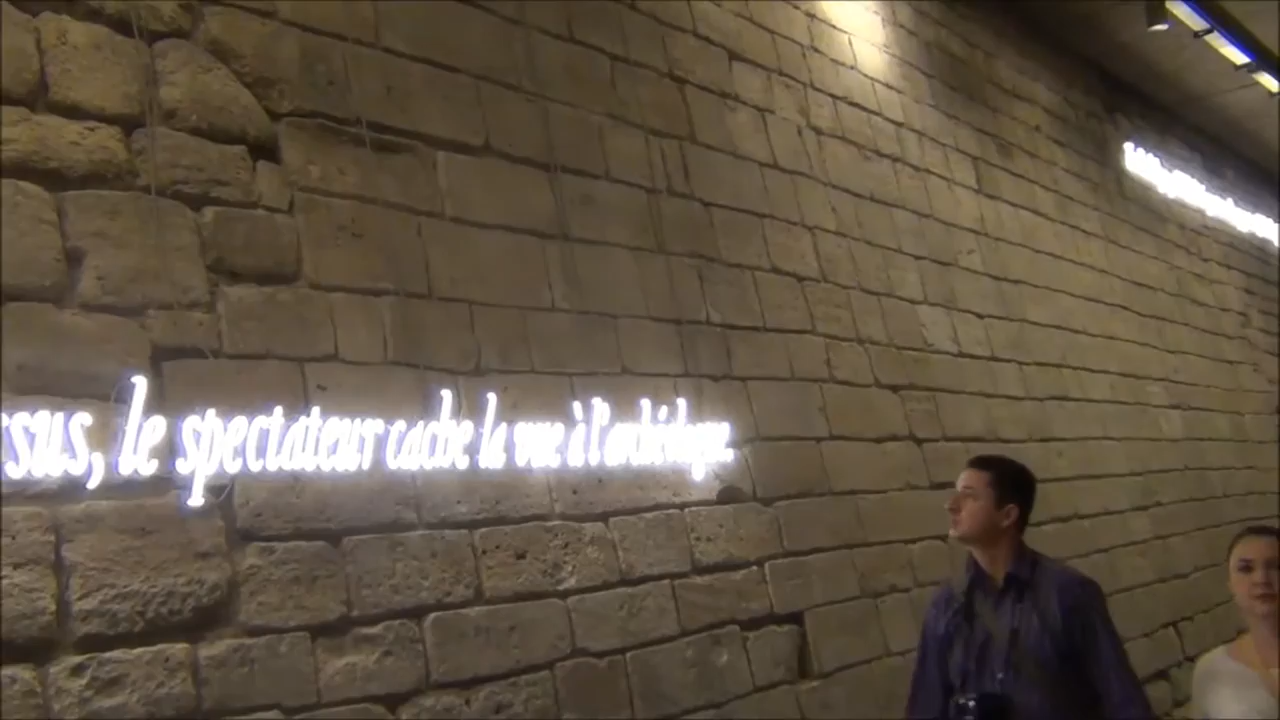 ssus, le spectateur cache la vue à l'archéologue.